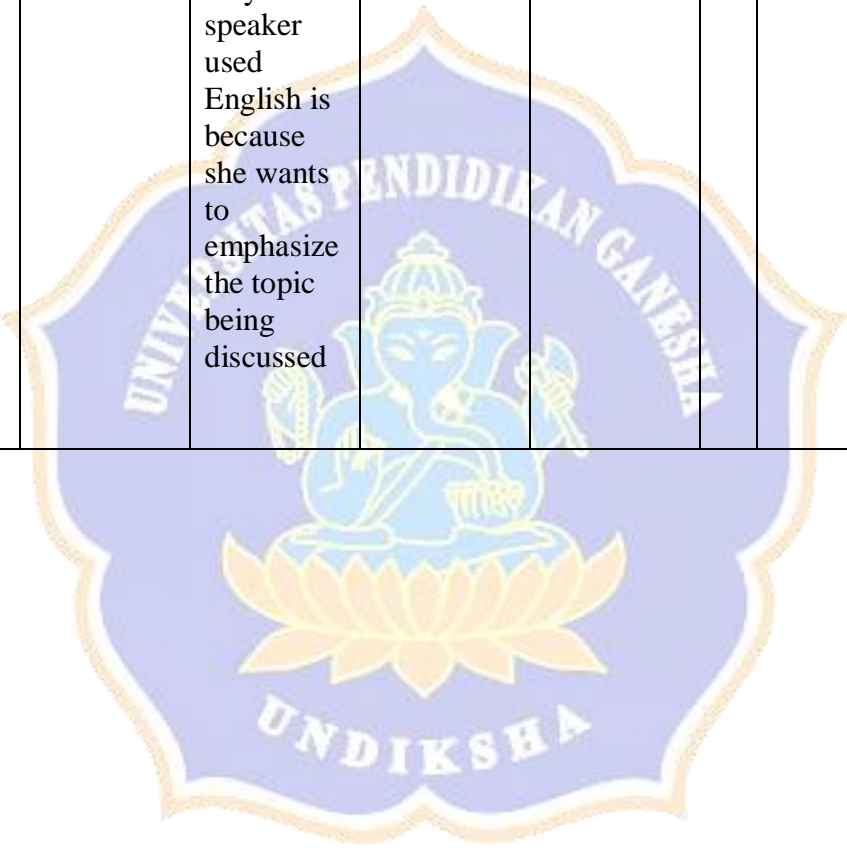 speaker
used
English is
because
she wants
to
emphasize
the topic
being
discussed
UNIVERSITAS PENDIDIKAN GANESHA
UNDIKSHA